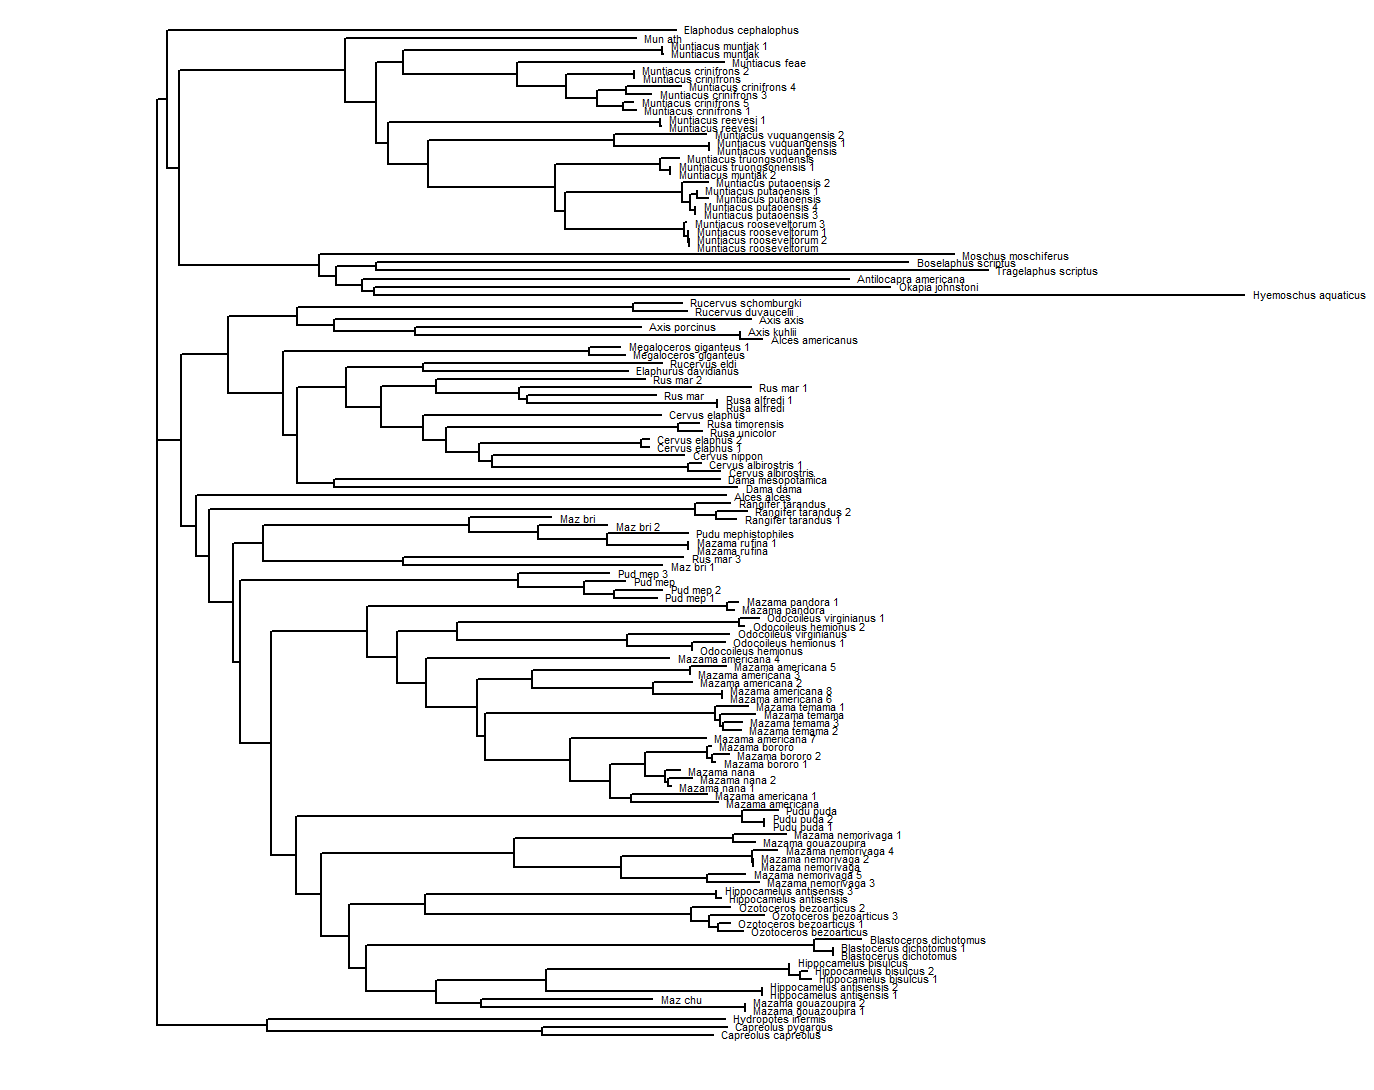 Elaphodus cephalophus
Mun ath
Muntiacus muntjak 1
Muntiacus muntjak
Muntiacus feae
Muntiacus crinifrons 2
Muntiacus crinifrons
Muntiacus crinifrons 4
Muntiacus crinifrons 3
Muntiacus crinifrons 5
Muntiacus crinifrons 1
Muntiacus reevesi 1
Muntiacus reevesi
Muntiacus vuquangensis 2
Muntiacus vuquangensis 1
Muntiacus vuquangensis
Muntiacus truongsonensis
Muntiacus truongsonensis 1
Muntiacus muntjak 2
Muntiacus putaoensis 2
Muntiacus putaoensis 1
Muntiacus putaoensis
Muntiacus putaoensis 4
Muntiacus putaoensis 3
Muntiacus rooseveltorum 3
Muntiacus rooseveltorum 1
Muntiacus rooseveltorum 2
Muntiacus rooseveltorum
Moschus moschiferus
Boselaphus scriptus
Tragelaphus scriptus
Antilocapra americana
Okapia johnstoni
Hyemoschus aquaticus
Rucervus schomburgki
Rucervus duvaucelii
Axis axis
Axis porcinus
Axis kuhlii
Alces americanus
Megaloceros giganteus 1
Megaloceros giganteus
Rucervus eldi
Elaphurus davidianus
Rus mar 2
Rus mar 1
Rus mar
Rusa alfredi 1
Rusa alfredi
Cervus elaphus
Rusa timorensis
Rusa unicolor
Cervus elaphus 2
Cervus elaphus 1
Cervus nippon
Cervus albirostris 1
Cervus albirostris
Dama mesopotamica
Dama dama
Alces alces
Rangifer tarandus
Rangifer tarandus 2
Rangifer tarandus 1
Maz bri
Maz bri 2
Pudu mephistophiles
Mazama rufina 1
Mazama rufina
Rus mar 3
Maz bri 1
Pud mep 3
Pud mep
Pud mep 2
Pud mep 1
Mazama pandora 1
Mazama pandora
Odocoileus virginianus 1
Odocoileus hemionus 2
Odocoileus virginianus
Odocoileus hemionus 1
Odocoileus hemionus
Mazama americana 4
Mazama americana 5
Mazama americana 3
Mazama americana 2
Mazama americana 8
Mazama americana 6
Mazama temama 1
Mazama temama
Mazama temama 3
Mazama temama 2
Mazama americana 7
Mazama bororo
Mazama bororo 2
Mazama bororo 1
Mazama nana
Mazama nana 2
Mazama nana 1
Mazama americana 1
Mazama americana
Pudu puda
Pudu puda 2
Pudu puda 1
Mazama nemorivaga 1
Mazama gouazoupira
Mazama nemorivaga 4
Mazama nemorivaga 2
Mazama nemorivaga
Mazama nemorivaga 5
Mazama nemorivaga 3
Hippocamelus antisensis 3
Hippocamelus antisensis
Ozotoceros bezoarticus 2
Ozotoceros bezoarticus 3
Ozotoceros bezoarticus 1
Ozotoceros bezoarticus
Blastoceros dichotomus
Blastocerus dichotomus 1
Blastocerus dichotomus
Hippocamelus bisulcus
Hippocamelus bisulcus 2
Hippocamelus bisulcus 1
Hippocamelus antisensis 2
Hippocamelus antisensis 1
Maz chu
Mazama gouazoupira 2
Mazama gouazoupira 1
Hydropotes inermis
Capreolus pygargus
Capreolus capreolus